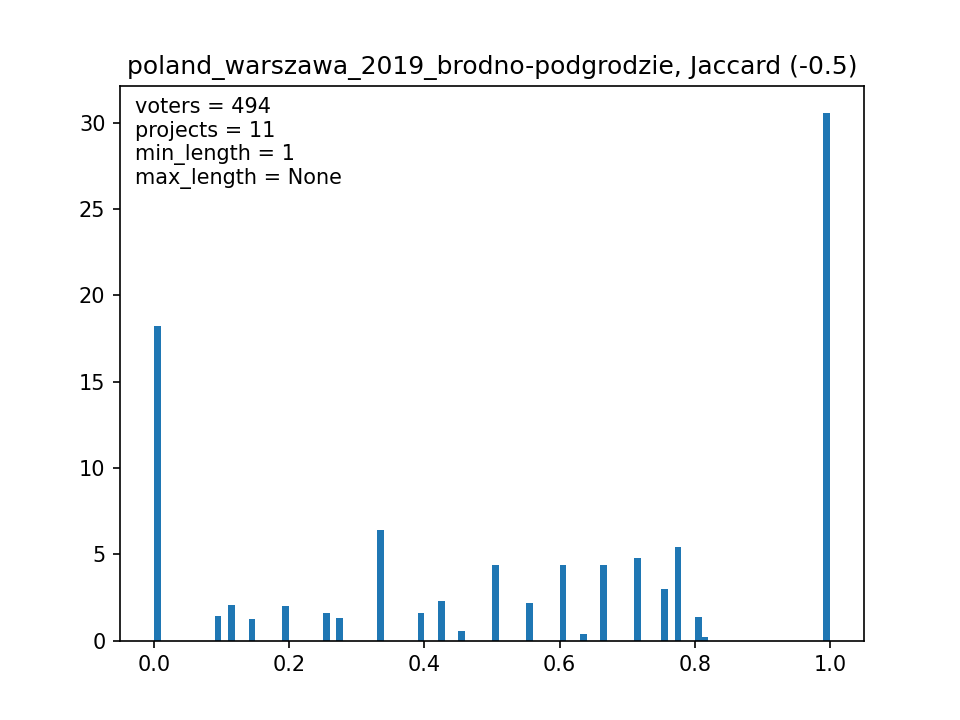 poland_warszawa_2019_brodno-podgrodzie, Jaccard (-0.5)
voters = 494
projects = 11
min_length = 1
max_length = None
30
25
20
15
10
5
0
0.0 0.2 0.4 0.6 0.8 1.0